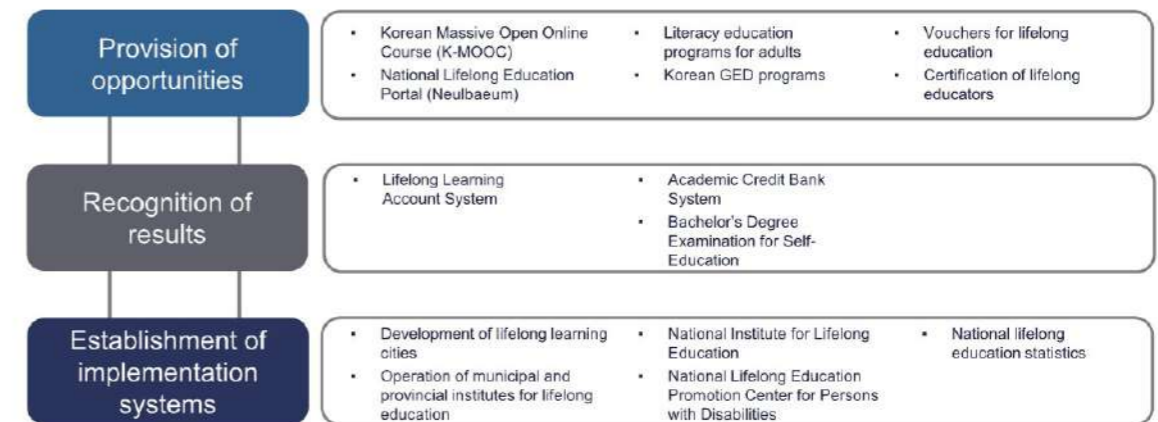 Provision of
opportunities
• Korean Massive Open Online
Course (K-MOOC)
• National Lifelong Education
Portal (Neulbaeum)
• Literacy education
programs for adults
• Korean GED programs
• Vouchers for lifelong
education
• Certification of lifelong
educators
Recognition of
results
• Lifelong Learning
Account System
• Academic Credit Bank
System
• Bachelor's Degree
Examination for Self-
Education
Establishment of
implementation
systems
• Development of lifelong learning
cities
• Operation of municipal and
provincial institutes for lifelong
education
• National Institute for Lifelong
Education
• National Lifelong Education
Promotion Center for Persons
with Disabilities
• National lifelong
education statistics